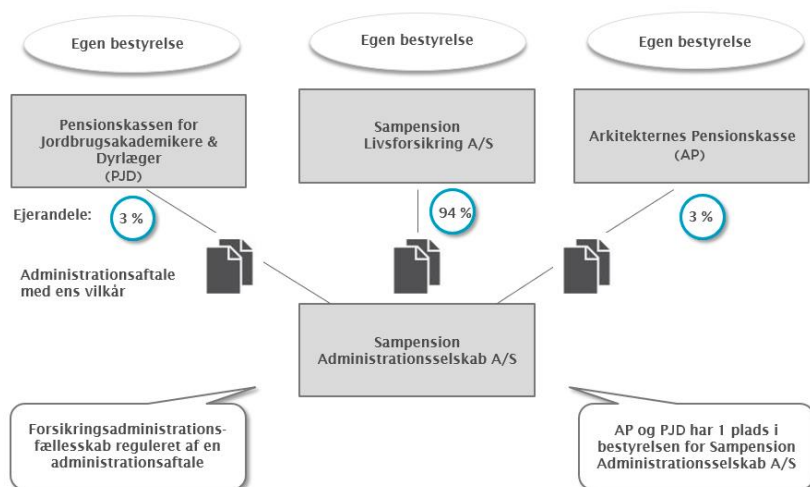 Egen bestyrelse
Egen bestyrelse
Egen bestyrelse
Pensionskassen for
Jordbrugsakademikere &
Dyrlæger
(PJD)
Sampension
Livsforsikring A/S
Arkitekternes Pensionskasse
(AP)
Ejerandele:
3 %
94 %
3 %
Administrationsaftale
med ens vilkår
Sampension
Administrationsselskab A/S
Forsikringsadministrations-
fællesskab reguleret af en
administrationsaftale
AP og PJD har 1 plads i
bestyrelsen for Sampension
Administrationsselskab A/S